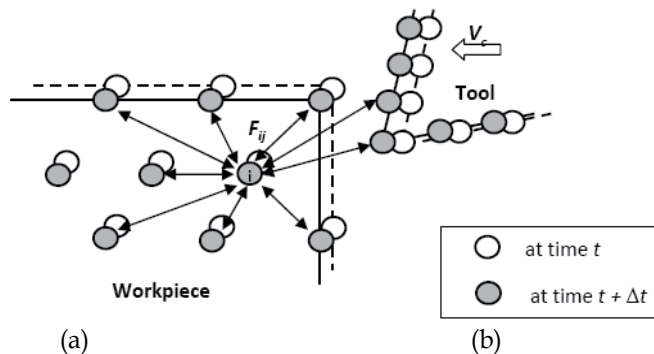 V_c
Tool
F_ij
i
at time t
Workpiece
at time t + Δt
(a) (b)